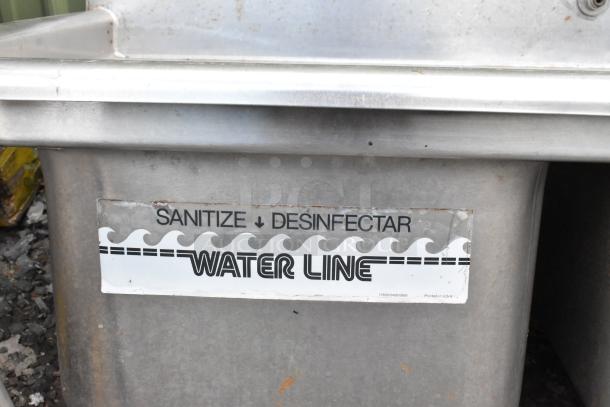 SANITIZE ↓ DESINFECTAR
WATER LINE